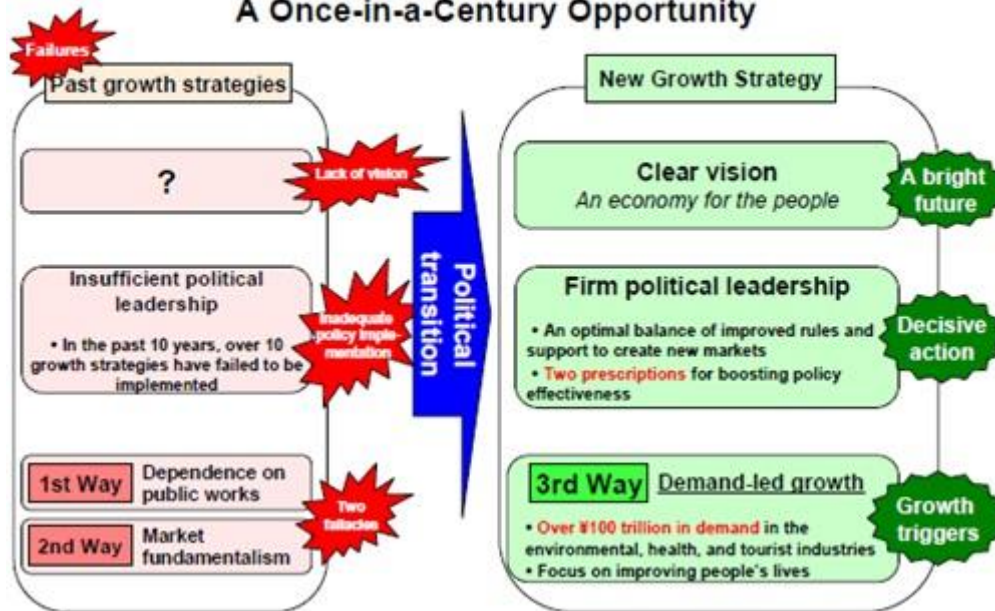 A Once-in-a-Century Opportunity
Failures
Past growth strategies
?
Lack of vision
Insufficient political
leadership
• In the past 10 years, over 10
growth strategies have failed to be
implemented
Inadequate
policy imple-
mentation
1st Way
Dependence on
public works
2nd Way
Market
fundamentalism
Two
fallacies
Political
transition
New Growth Strategy
Clear vision
An economy for the people
A bright
future
Firm political leadership
• An optimal balance of improved rules and
support to create new markets
• Two prescriptions for boosting policy
effectiveness
Decisive
action
3rd Way
Demand-led growth
• Over ¥100 trillion in demand in the
environmental, health, and tourist industries
• Focus on improving people's lives
Growth
triggers